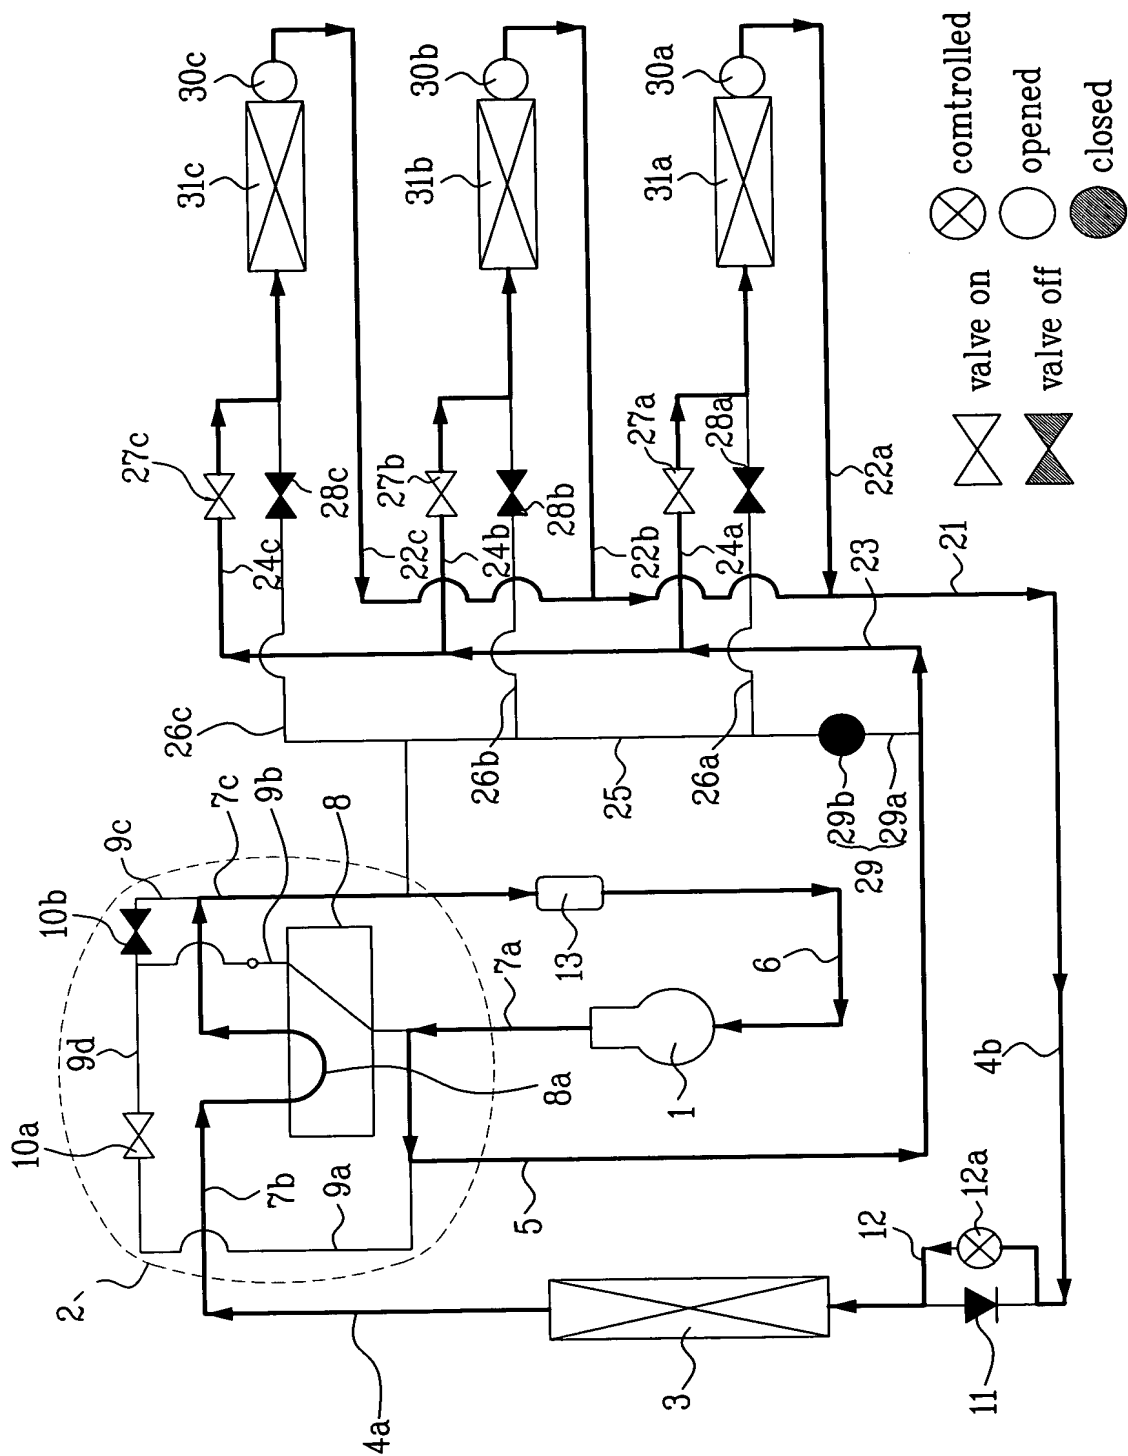 10a
10b
2'
9d
9c
27c
26c
31c
30c
7c
24c
9b
7b
28c
8
9a
4a
27b
22c
31b
30b
24b
26b
7a
5
8a
28b
13
25
22b
27a
31a
30a
3
1
26a
28a
24a
6
29b
29
12
22a
29a
23
21
12a
11
4b
valve on
comtrolled
valve off
opened
closed